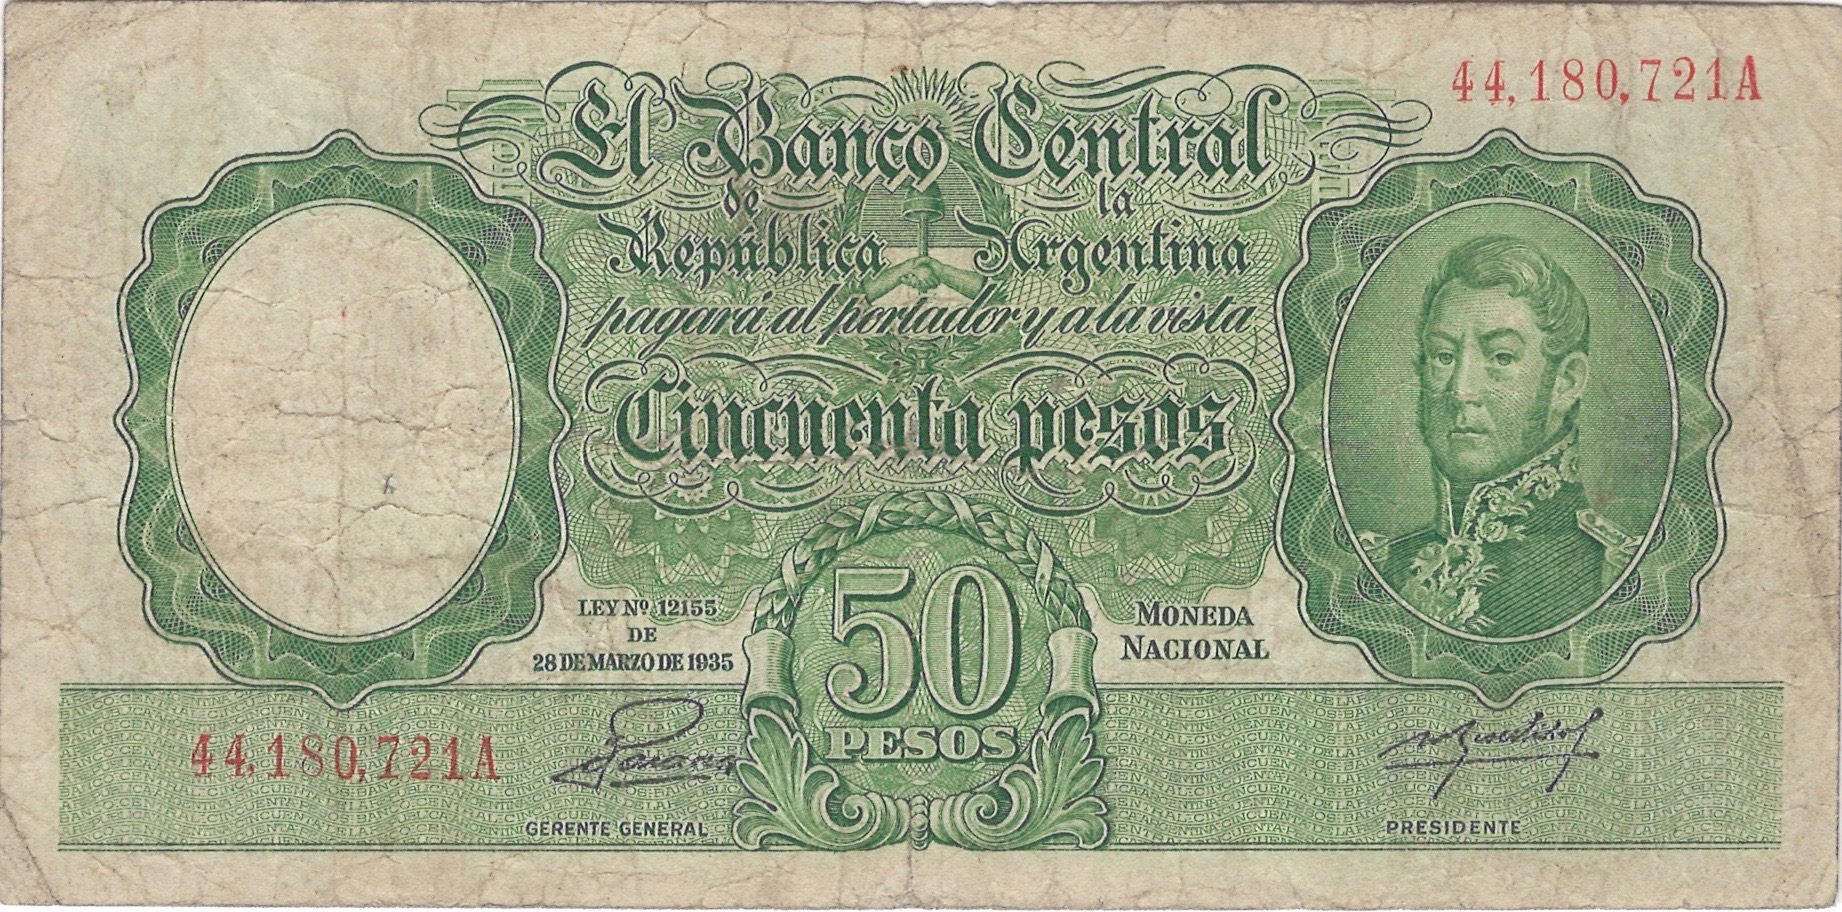 44,180,721A
El Banco Central
de la
República Argentina
pagará al portador y a la vista
Cincuenta pesos
LEY Nº 12155
DE
28 DE MARZO DE 1935
MONEDA
NACIONAL
50
PESOS
44,180,721A
GERENTE GENERAL
PRESIDENTE